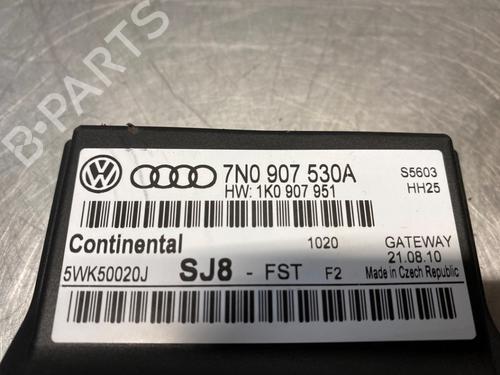 B-PARTS
7N0 907 530A
HW: 1K0 907 951
S5603
HH25
Continental
1020
GATEWAY
21.08.10
5WK50020J
SJ8 - FST F2
Made in Czech Republic